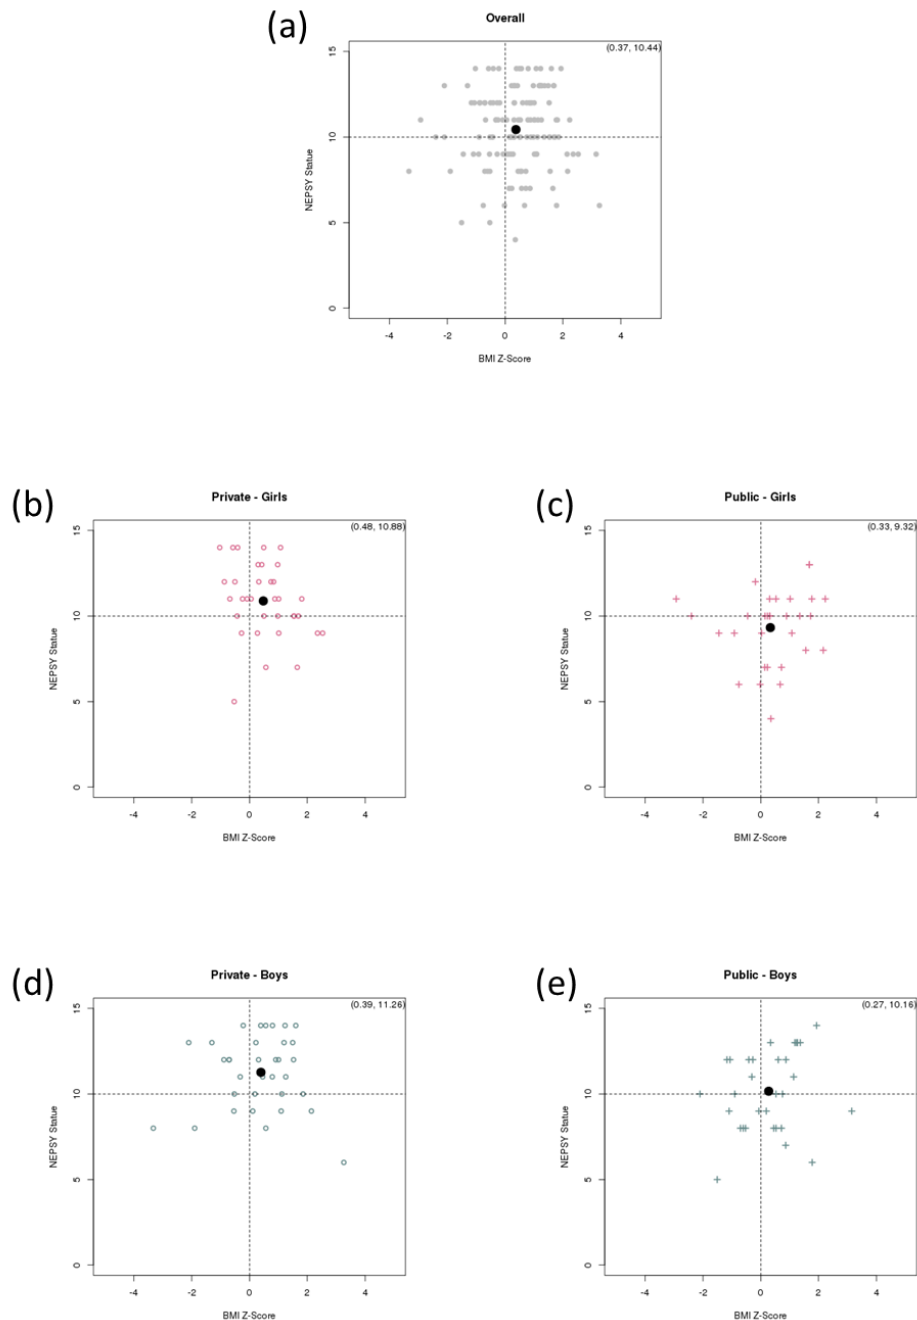 (a)
Overall
(0.37, 10.44)
NEPSY Statue
15
10
5
0
-4 -2 0 2 4
BMI Z-Score
(b)
Private - Girls
(0.48, 10.88)
NEPSY Statue
15
10
5
0
-4 -2 0 2 4
BMI Z-Score
(c)
Public - Girls
(0.33, 9.32)
NEPSY Statue
15
10
5
0
-4 -2 0 2 4
BMI Z-Score
(d)
Private - Boys
(0.39, 11.26)
NEPSY Statue
15
10
5
0
-4 -2 0 2 4
BMI Z-Score
(e)
Public - Boys
(0.27, 10.16)
NEPSY Statue
15
10
5
0
-4 -2 0 2 4
BMI Z-Score